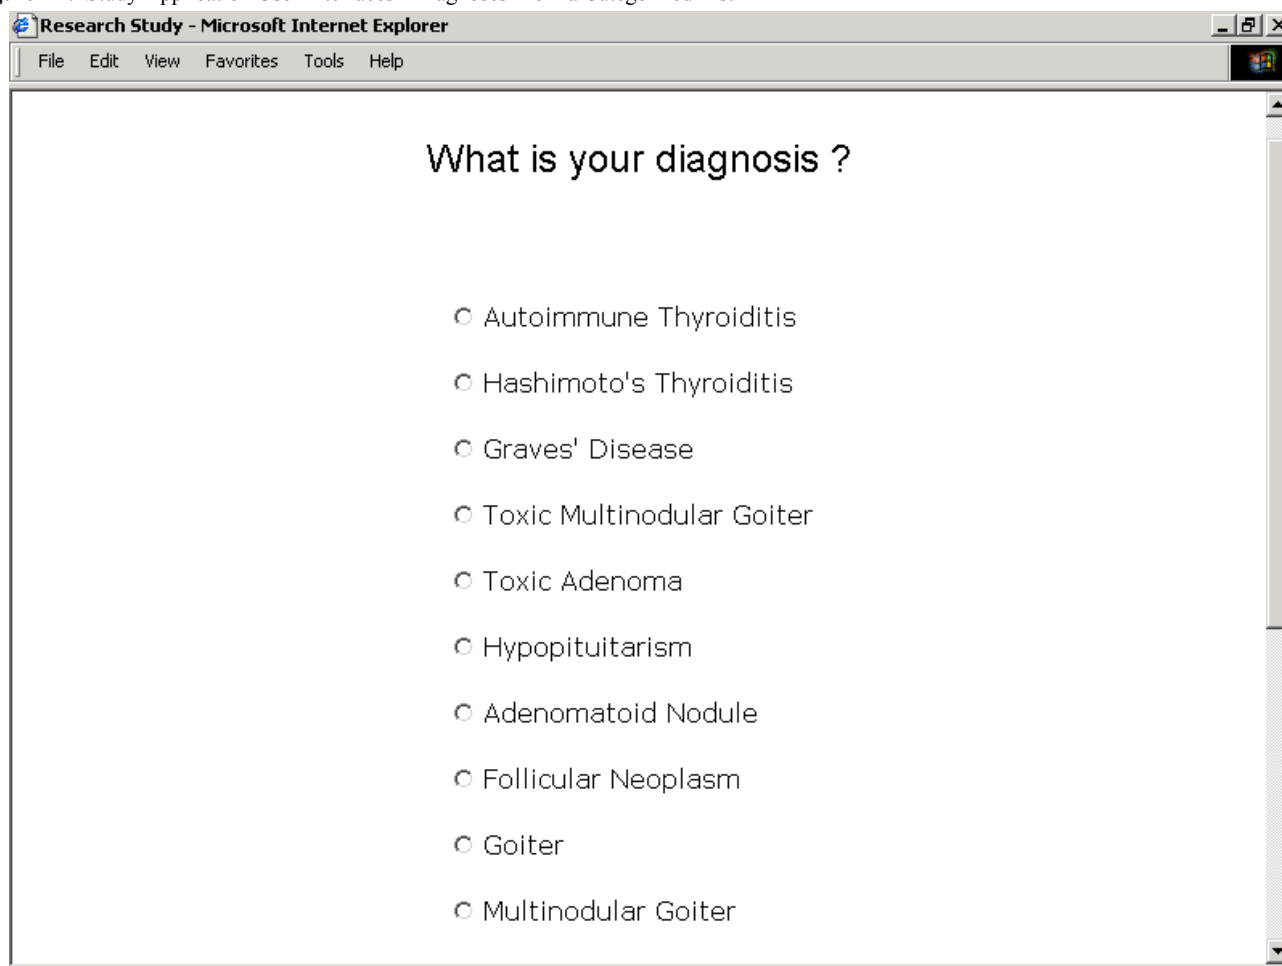 Research Study - Microsoft Internet Explorer
File Edit View Favorites Tools Help
What is your diagnosis ?
Autoimmune Thyroiditis
Hashimoto's Thyroiditis
Graves' Disease
Toxic Multinodular Goiter
Toxic Adenoma
Hypopituitarism
Adenomatoid Nodule
Follicular Neoplasm
Goiter
Multinodular Goiter